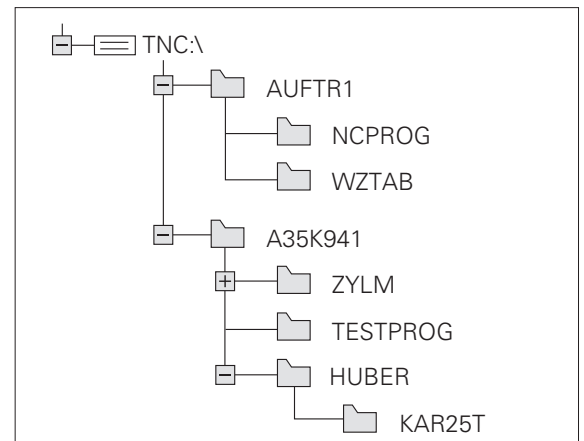 TNC:\
AUFTR1
NCPROG
WZTAB
A35K941
ZYLM
TESTPROG
HUBER
KAR25T